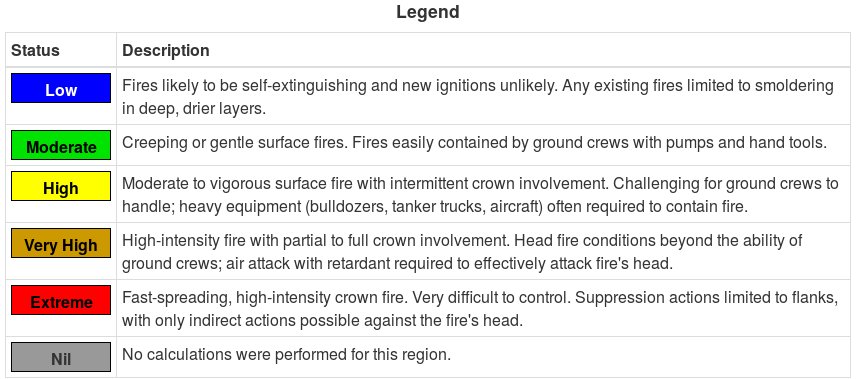 Legend
Status Description
Low Fires likely to be self-extinguishing and new ignitions unlikely. Any existing fires limited to smoldering
in deep, drier layers.
Moderate Creeping or gentle surface fires. Fires easily contained by ground crews with pumps and hand tools.
High Moderate to vigorous surface fire with intermittent crown involvement. Challenging for ground crews to
handle; heavy equipment (bulldozers, tanker trucks, aircraft) often required to contain fire.
Very High High-intensity fire with partial to full crown involvement. Head fire conditions beyond the ability of
ground crews; air attack with retardant required to effectively attack fire's head.
Extreme Fast-spreading, high-intensity crown fire. Very difficult to control. Suppression actions limited to flanks,
with only indirect actions possible against the fire's head.
Nil No calculations were performed for this region.